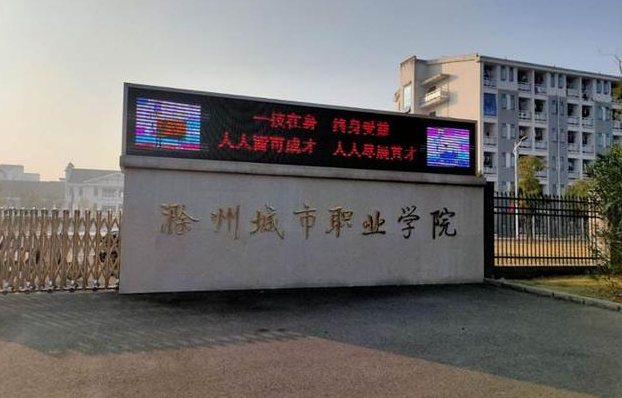 一技在身 终身受益
人人皆可成才 人人尽展其才
滁州城市职业学院